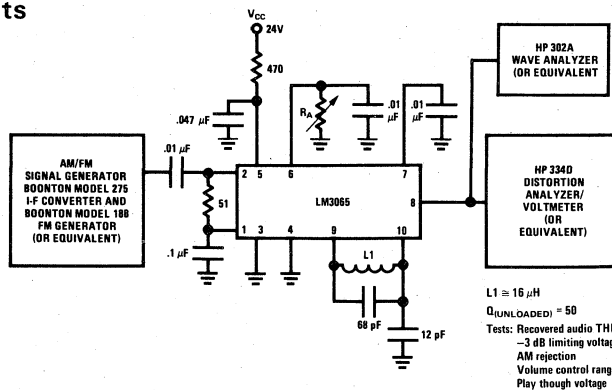 ts
VCC
24V
470
.047 µF
RA
.01 µF
.01 µF
HP 302A
WAVE ANALYZER
(OR EQUIVALENT
.01 µF
AM/FM
SIGNAL GENERATOR
BOONTON MODEL 275
I-F CONVERTER AND
BOONTON MODEL 188
FM GENERATOR
(OR EQUIVALENT)
51
.1 µF
2 5 6 7
LM3065
8
1 3 4 9 10
HP 334D
DISTORTION
ANALYZER/
VOLTMETER
(OR
EQUIVALENT)
L1
68 pF
12 pF
L1 ≅ 16 µH
Q(UNLOADED) = 50
Tests: Recovered audio TH
–3 dB limiting voltag
AM rejection
Volume control rang
Play though voltage